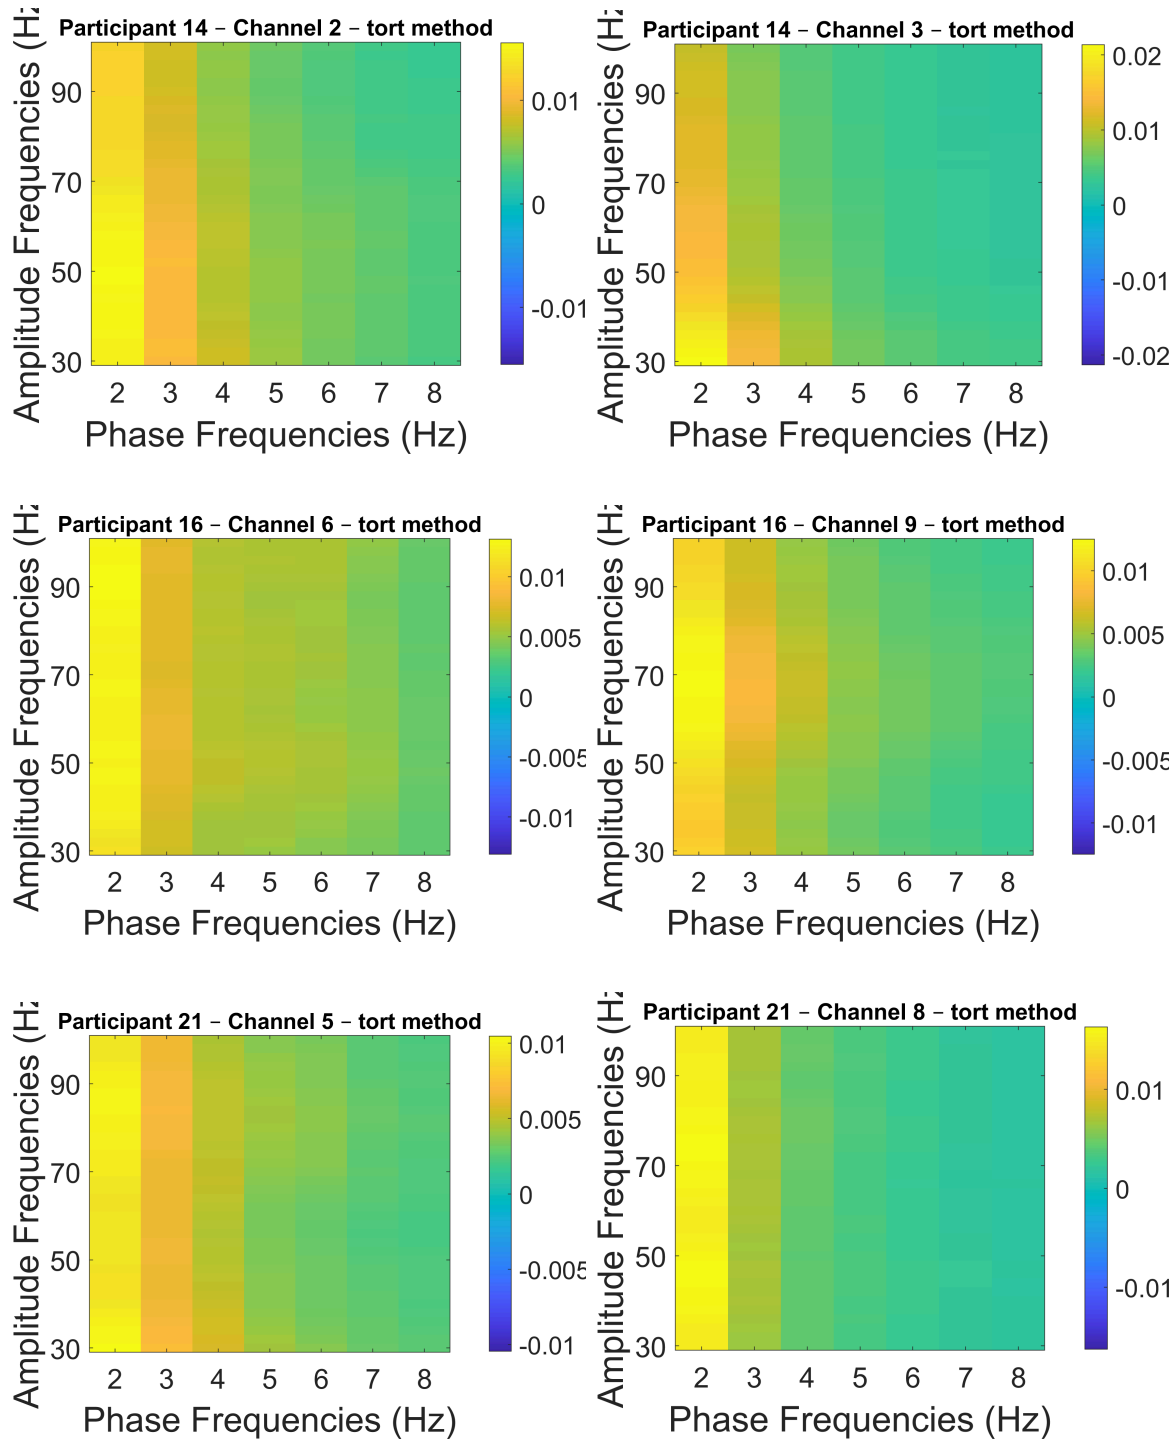 Participant 14 – Channel 2 – tort method
Amplitude Frequencies (Hz
90
70
50
30
2 3 4 5 6 7 8
Phase Frequencies (Hz)
0.01
0
-0.01
Participant 14 – Channel 3 – tort method
Amplitude Frequencies (Hz
90
70
50
30
2 3 4 5 6 7 8
Phase Frequencies (Hz)
0.02
0.01
0
-0.01
-0.02
Participant 16 – Channel 6 – tort method
Amplitude Frequencies (Hz
90
70
50
30
2 3 4 5 6 7 8
Phase Frequencies (Hz)
0.01
0.005
0
-0.005
-0.01
Participant 16 – Channel 9 – tort method
Amplitude Frequencies (Hz
90
70
50
30
2 3 4 5 6 7 8
Phase Frequencies (Hz)
0.01
0.005
0
-0.005
-0.01
Participant 21 – Channel 5 – tort method
Amplitude Frequencies (Hz
90
70
50
30
2 3 4 5 6 7 8
Phase Frequencies (Hz)
0.01
0.005
0
-0.005
-0.01
Participant 21 – Channel 8 – tort method
Amplitude Frequencies (Hz
90
70
50
30
2 3 4 5 6 7 8
Phase Frequencies (Hz)
0.01
0
-0.01